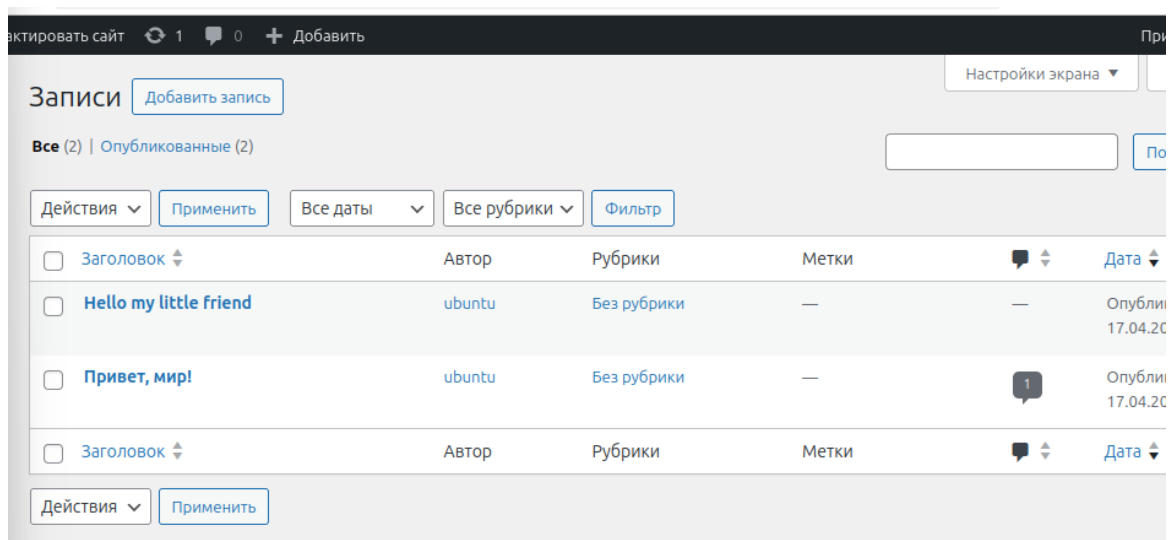 актировать сайт 1 0 + Добавить При
Настройки экрана ▼
Записи Добавить запись
Все (2) | Опубликованные (2)
По
Действия Применить Все даты Все рубрики Фильтр
Заголовок Автор Рубрики Метки Дата
Hello my little friend ubuntu Без рубрики — — Опубли
17.04.20
Привет, мир! ubuntu Без рубрики — 1 Опубли
17.04.20
Заголовок Автор Рубрики Метки Дата
Действия Применить